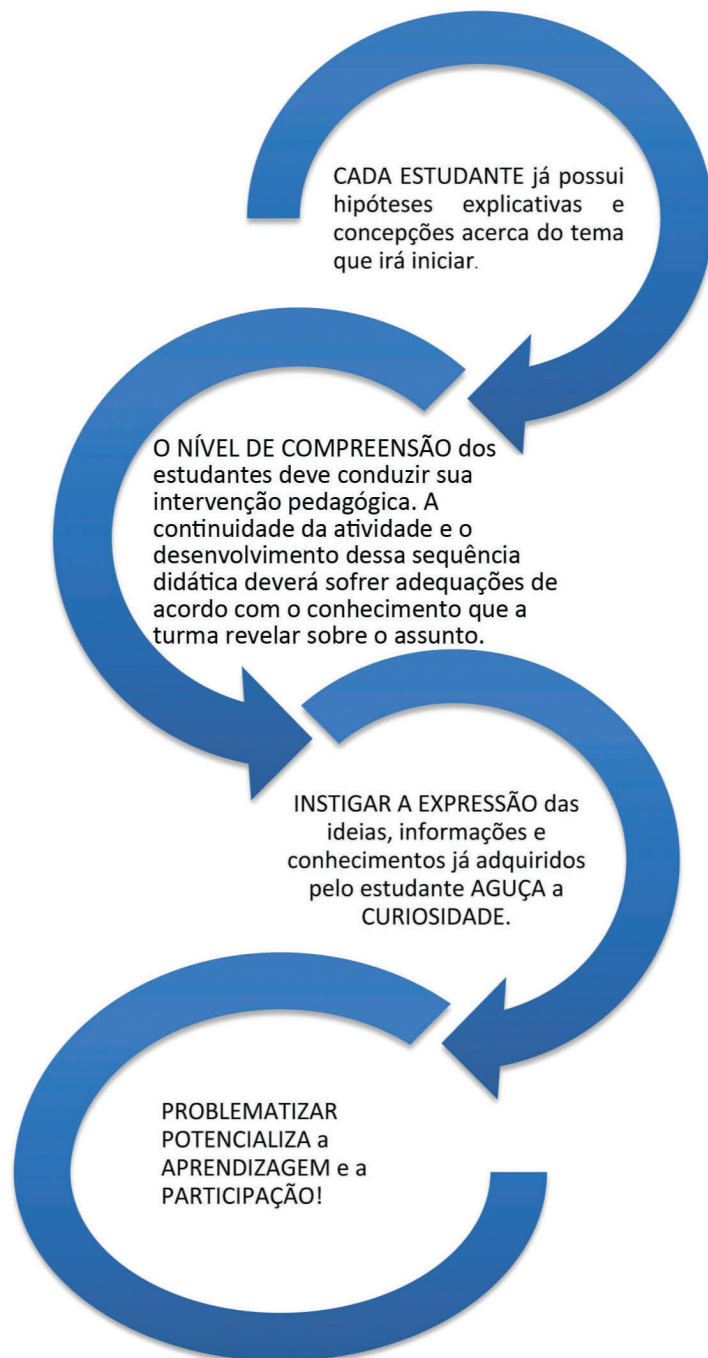 CADA ESTUDANTE já possui
hipóteses explicativas e
concepções acerca do tema
que irá iniciar.
O NÍVEL DE COMPREENSÃO dos
estudantes deve conduzir sua
intervenção pedagógica. A
continuidade da atividade e o
desenvolvimento dessa sequência
didática deverá sofrer adequações de
acordo com o conhecimento que a
turma revelar sobre o assunto.
INSTIGAR A EXPRESSÃO das
ideias, informações e
conhecimentos já adquiridos
pelo estudante AGUÇA a
CURIOSIDADE.
PROBLEMATIZAR
POTENCIALIZA a
APRENDIZAGEM e a
PARTICIPAÇÃO!